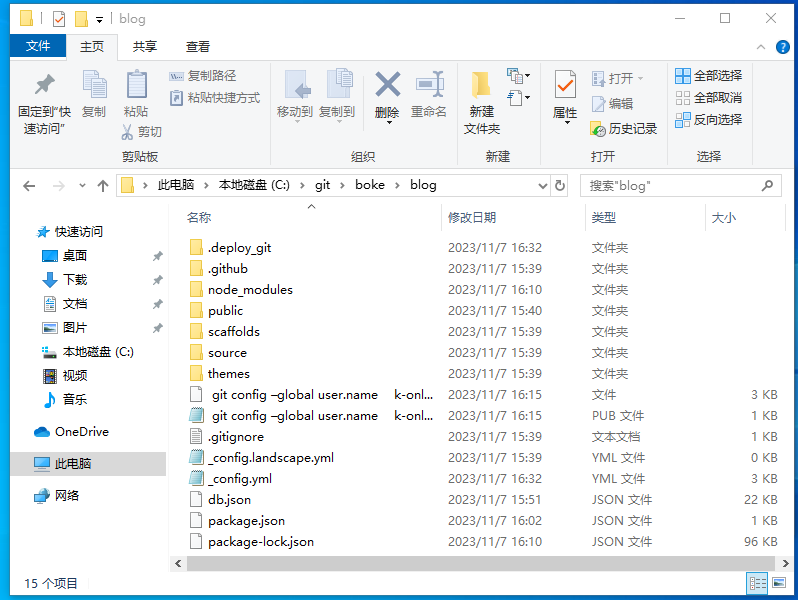 blog
文件 主页 共享 查看
固定到"快速访问" 复制 粘贴 复制路径 粘贴快捷方式 剪切 移动到 复制到 删除 重命名 新建文件夹 属性 打开 编辑 历史记录 全部选择 全部取消 反向选择
剪贴板 组织 新建 打开 选择
此电脑 本地磁盘 (C:) git boke blog 搜索"blog"
名称 修改日期 类型 大小
快速访问
桌面
下载
文档
图片
本地磁盘 (C:)
视频
音乐
OneDrive
此电脑
网络
.deploy_git 2023/11/7 16:32 文件夹
.github 2023/11/7 15:39 文件夹
node_modules 2023/11/7 16:10 文件夹
public 2023/11/7 15:40 文件夹
scaffolds 2023/11/7 15:39 文件夹
source 2023/11/7 15:39 文件夹
themes 2023/11/7 15:39 文件夹
git config –global user.name k-onl... 2023/11/7 16:15 文件 3 KB
git config –global user.name k-onl... 2023/11/7 16:15 PUB 文件 1 KB
.gitignore 2023/11/7 15:39 文本文档 1 KB
_config.landscape.yml 2023/11/7 15:39 YML 文件 0 KB
_config.yml 2023/11/7 16:32 YML 文件 3 KB
db.json 2023/11/7 15:51 JSON 文件 22 KB
package.json 2023/11/7 16:02 JSON 文件 1 KB
package-lock.json 2023/11/7 16:10 JSON 文件 96 KB
15 个项目